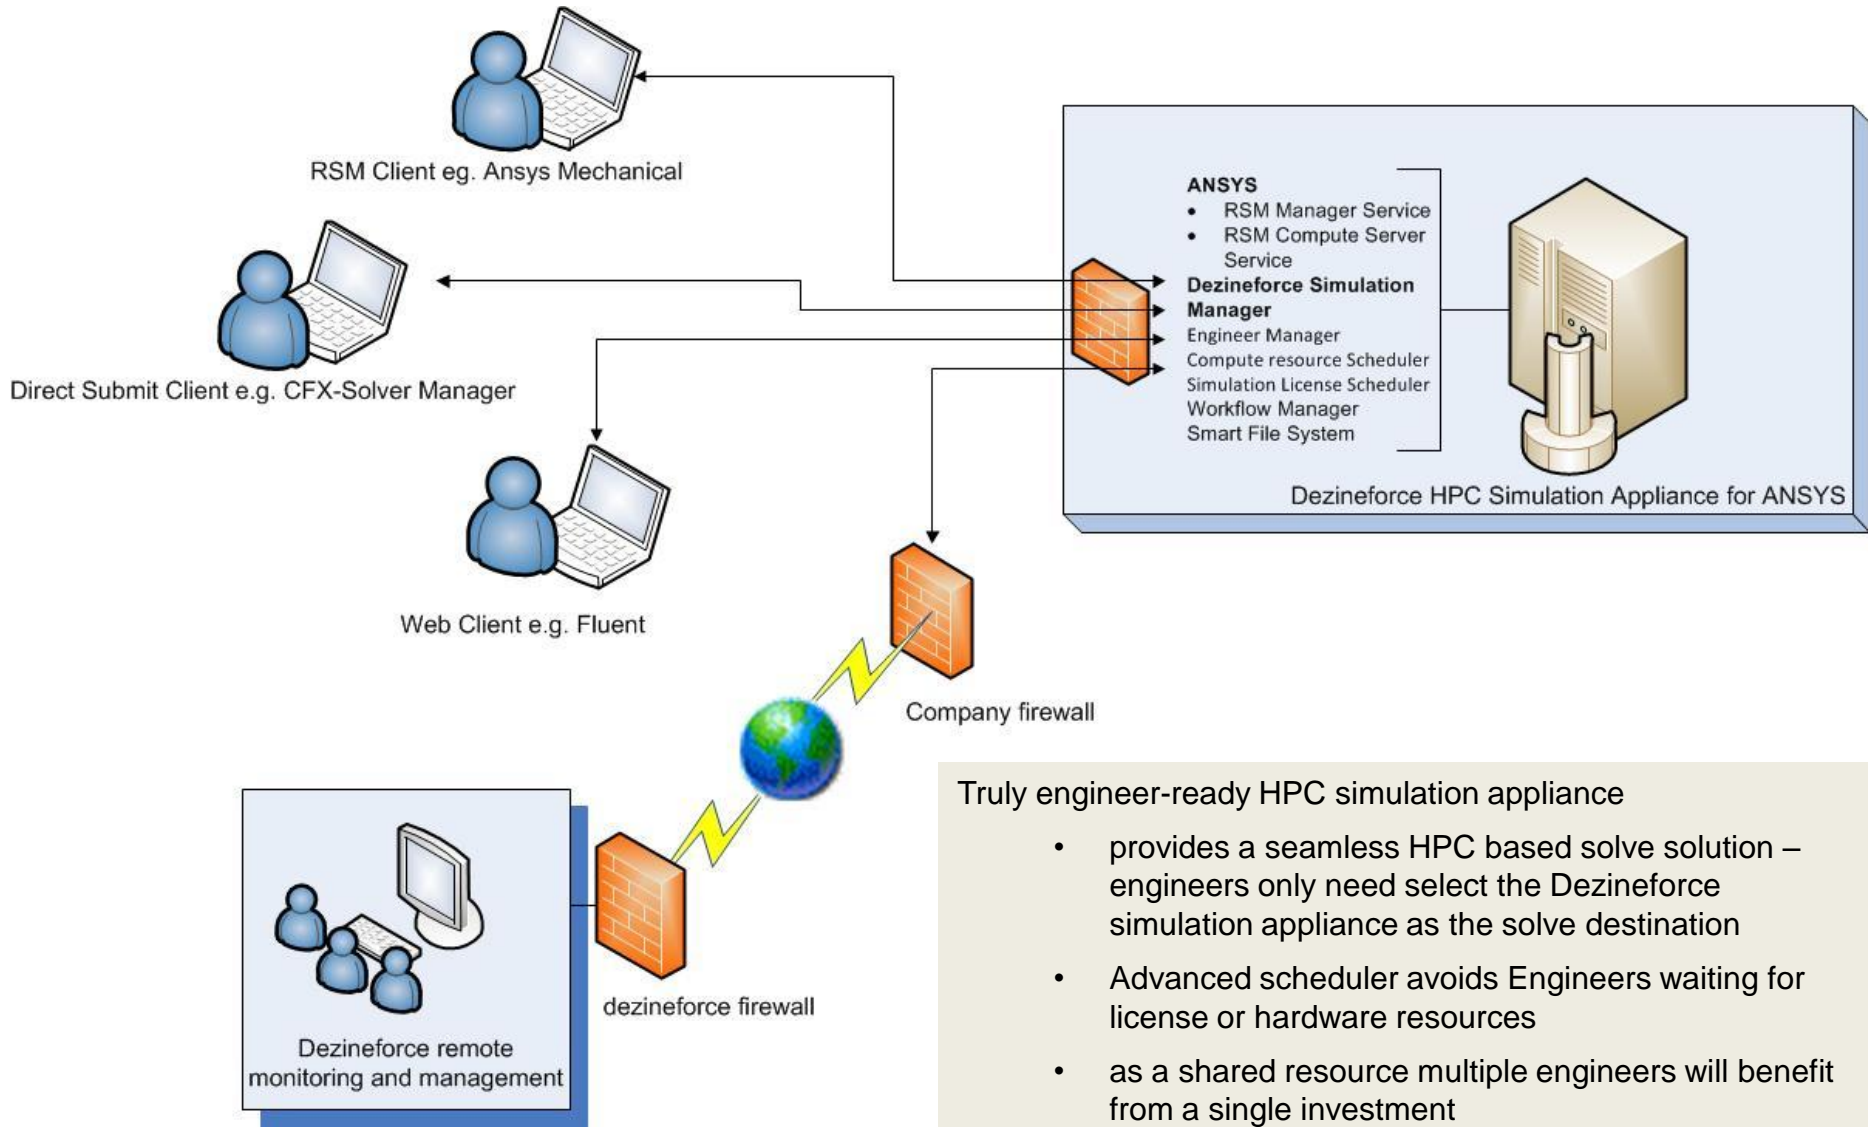 RSM Client eg. Ansys Mechanical
Direct Submit Client e.g. CFX-Solver Manager
Web Client e.g. Fluent
ANSYS
• RSM Manager Service
• RSM Compute Server
Service
Dezineforce Simulation
Manager
Engineer Manager
Compute resource Scheduler
Simulation License Scheduler
Workflow Manager
Smart File System
Dezineforce HPC Simulation Appliance for ANSYS
Company firewall
dezineforce firewall
Dezineforce remote
monitoring and management
Truly engineer-ready HPC simulation appliance
• provides a seamless HPC based solve solution –
engineers only need select the Dezineforce
simulation appliance as the solve destination
• Advanced scheduler avoids Engineers waiting for
license or hardware resources
• as a shared resource multiple engineers will benefit
from a single investment